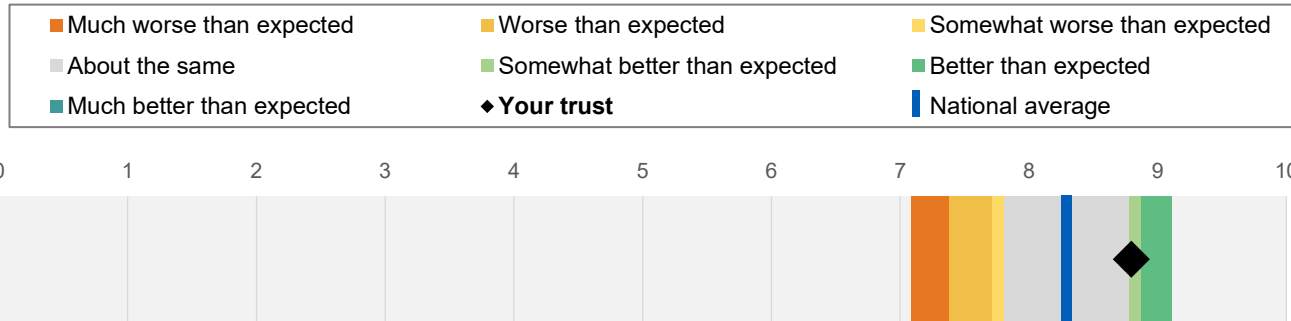 Much worse than expected Worse than expected Somewhat worse than expected
About the same Somewhat better than expected Better than expected
Much better than expected Your trust National average
0 1 2 3 4 5 6 7 8 9 10